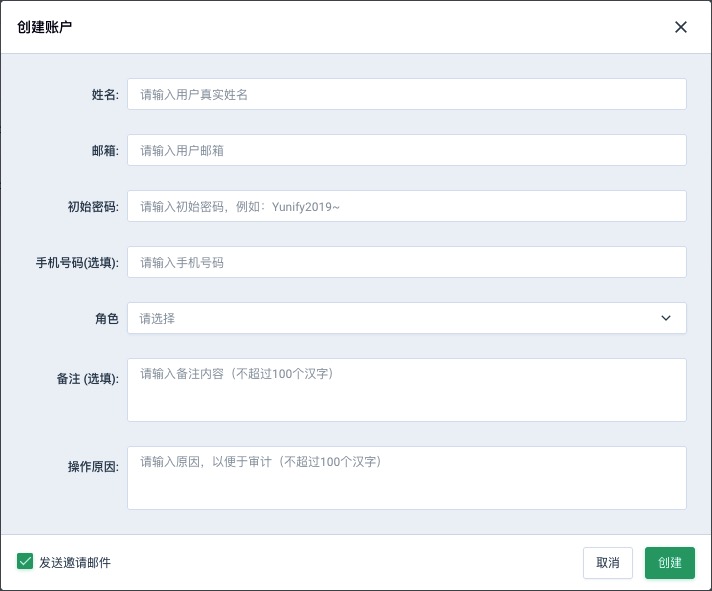 创建账户
姓名: 请输入用户真实姓名
邮箱: 请输入用户邮箱
初始密码: 请输入初始密码，例如：Yunify2019~
手机号码(选填): 请输入手机号码
角色 请选择
备注 (选填): 请输入备注内容（不超过100个汉字）
操作原因: 请输入原因，以便于审计（不超过100个汉字）
发送邀请邮件 取消 创建